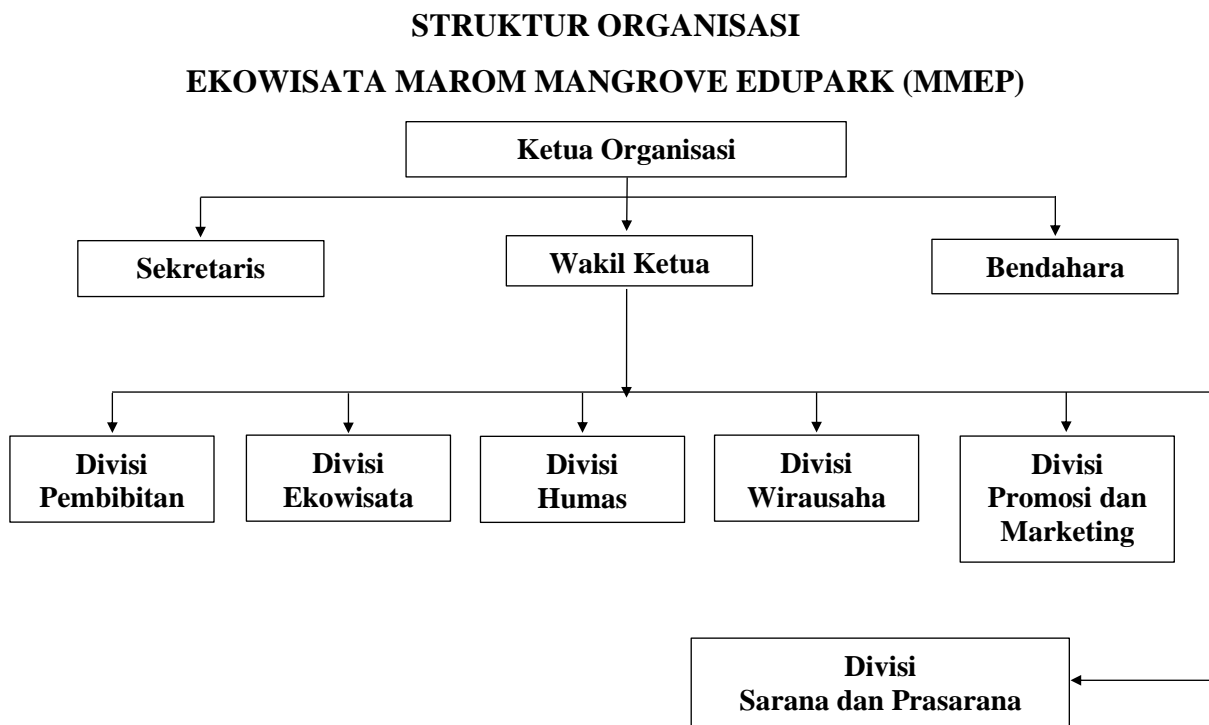 STRUKTUR ORGANISASI
EKOWISATA MAROM MANGROVE EDUPARK (MMEP)
Ketua Organisasi
Sekretaris
Wakil Ketua
Bendahara
Divisi
Pembibitan
Divisi
Ekowisata
Divisi
Humas
Divisi
Wirausaha
Divisi
Promosi dan
Marketing
Divisi
Sarana dan Prasarana